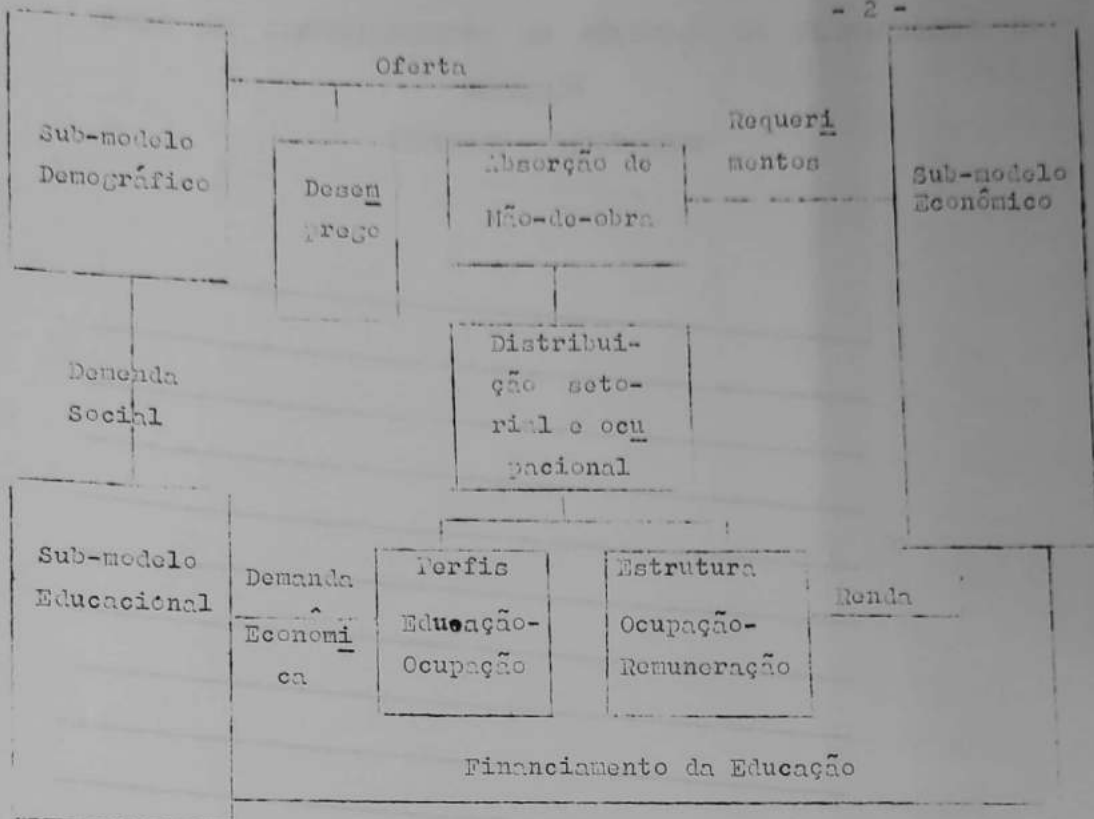 - 2 -
Oferta
Sub-modelo
Demográfico
Desem
prego
Absorção de
Mão-de-obra
Requeri
mentos
Sub-modelo
Econômico
Demanda
Social
Distribui-
ção seto-
rial e ocu
pacional
Sub-modelo
Educacional
Demanda
Econômi
ca
Perfis
Educação-
Ocupação
Estrutura
Ocupação-
Remuneração
Renda
Financiamento da Educação